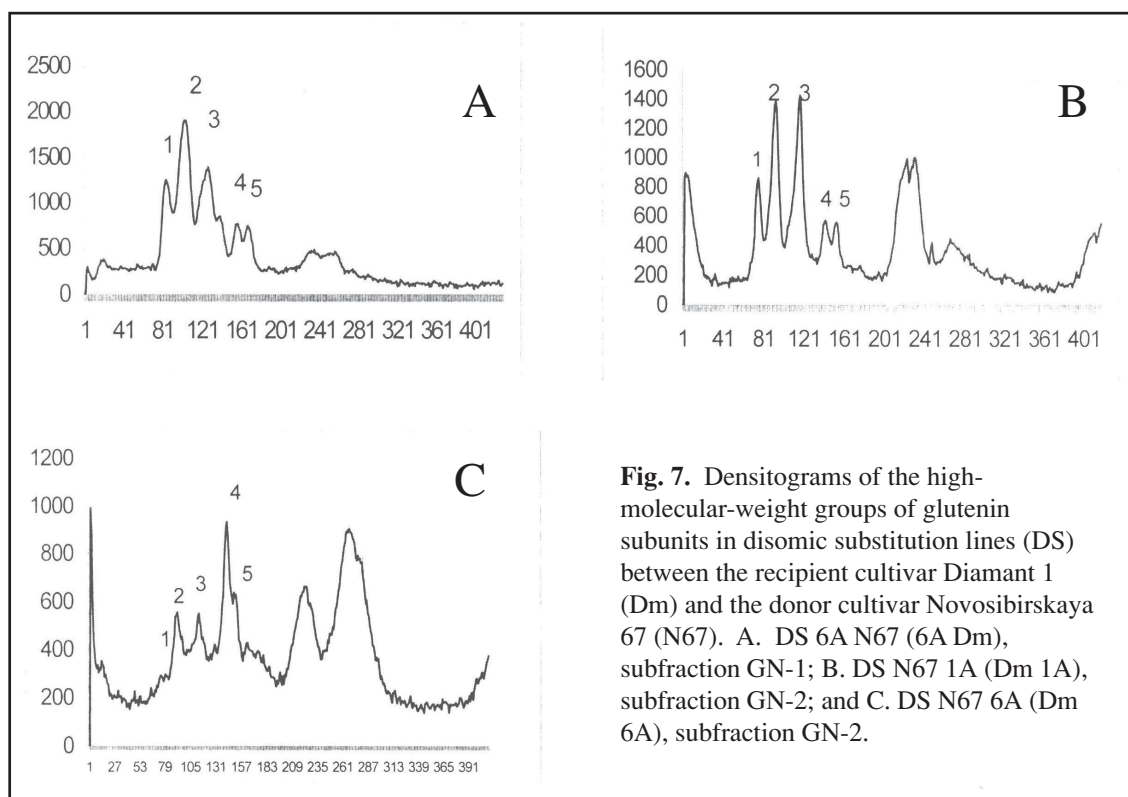 A
2500
2000
1500
1000
500
0
1
2
3
4 5
1 41 81 121 161 201 241 281 321 361 401
B
1600
1400
1200
1000
800
600
400
200
0
1
2 3
4 5
1 41 81 121 161 201 241 281 321 361 401
C
1200
1000
800
600
400
200
0
1
2 3
4
5
1 27 53 79 105 131 157 183 209 235 261 287 313 339 365 391
Fig. 7. Densitograms of the high-
molecular-weight groups of glutenin
subunits in disomic substitution lines (DS)
between the recipient cultivar Diamant 1
(Dm) and the donor cultivar Novosibirskaya
67 (N67). A. DS 6A N67 (6A Dm),
subfraction GN-1; B. DS N67 1A (Dm 1A),
subfraction GN-2; and C. DS N67 6A (Dm
6A), subfraction GN-2.